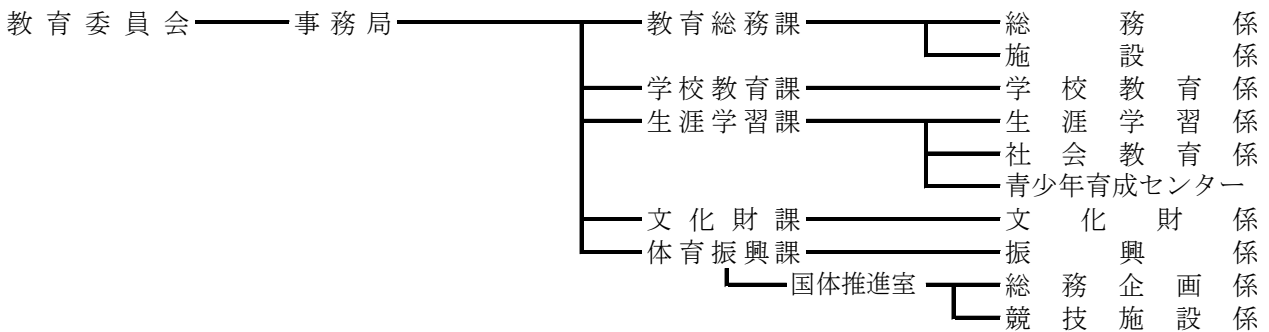 教育委員会 事務局 教育総務課 総務係
施設係
学校教育課 学校教育係
生涯学習課 生涯学習係
社会教育係
青少年育成センター
文化財課 文化財係
体育振興課 振興係
国体推進室 総務企画係
競技施設係